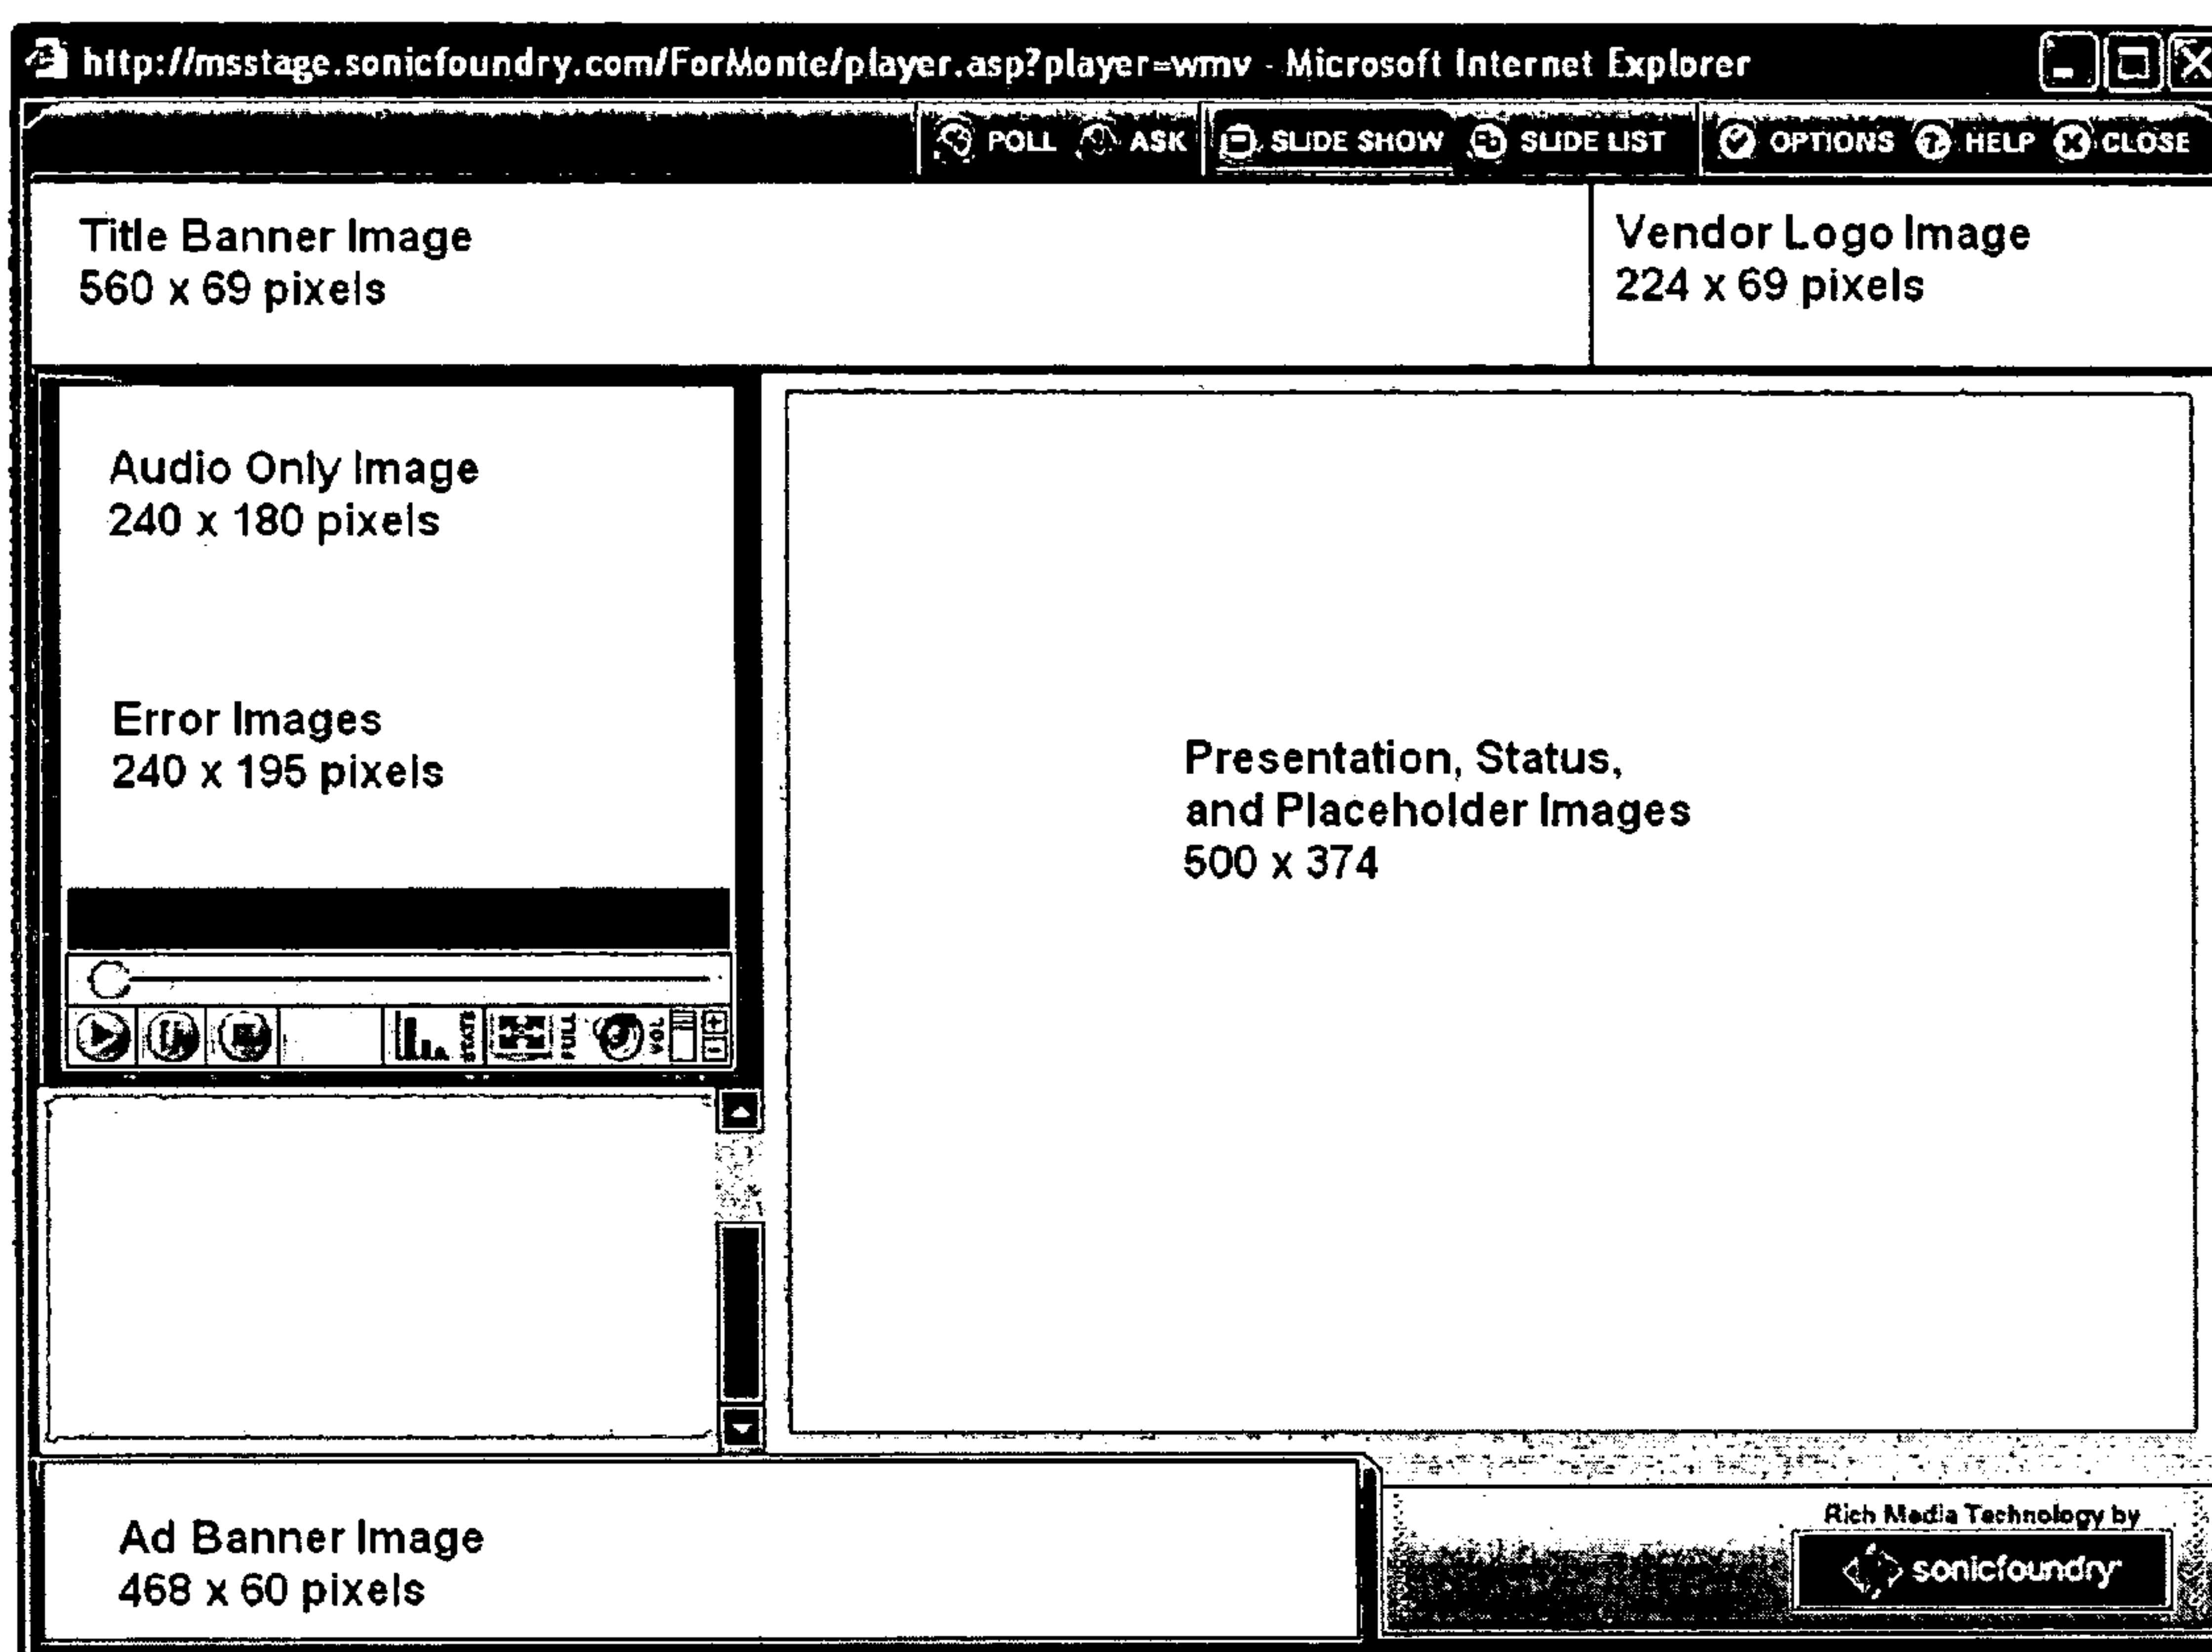 http://msstage.sonicfoundry.com/ForMonte/player.asp?player=wmv - Microsoft Internet Explorer
POLL ASK SLIDE SHOW SLIDE LIST OPTIONS HELP CLOSE
Title Banner Image
560 x 69 pixels
Vendor Logo Image
224 x 69 pixels
Audio Only Image
240 x 180 pixels
Error Images
240 x 195 pixels
Presentation, Status,
and Placeholder Images
500 x 374
STATS FULL VOL
Ad Banner Image
468 x 60 pixels
Rich Media Technology by
sonicfoundry